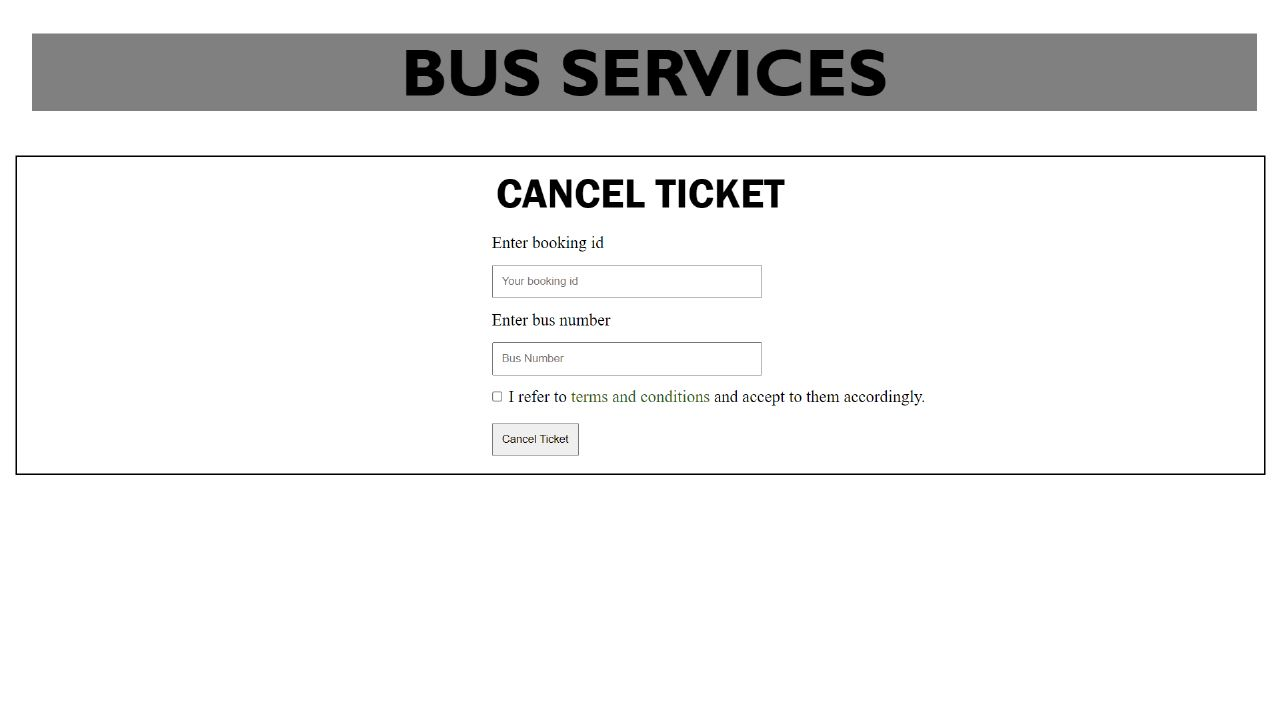 BUS SERVICES
CANCEL TICKET
Enter booking id
Your booking id
Enter bus number
Bus Number
I refer to terms and conditions and accept to them accordingly.
Cancel Ticket